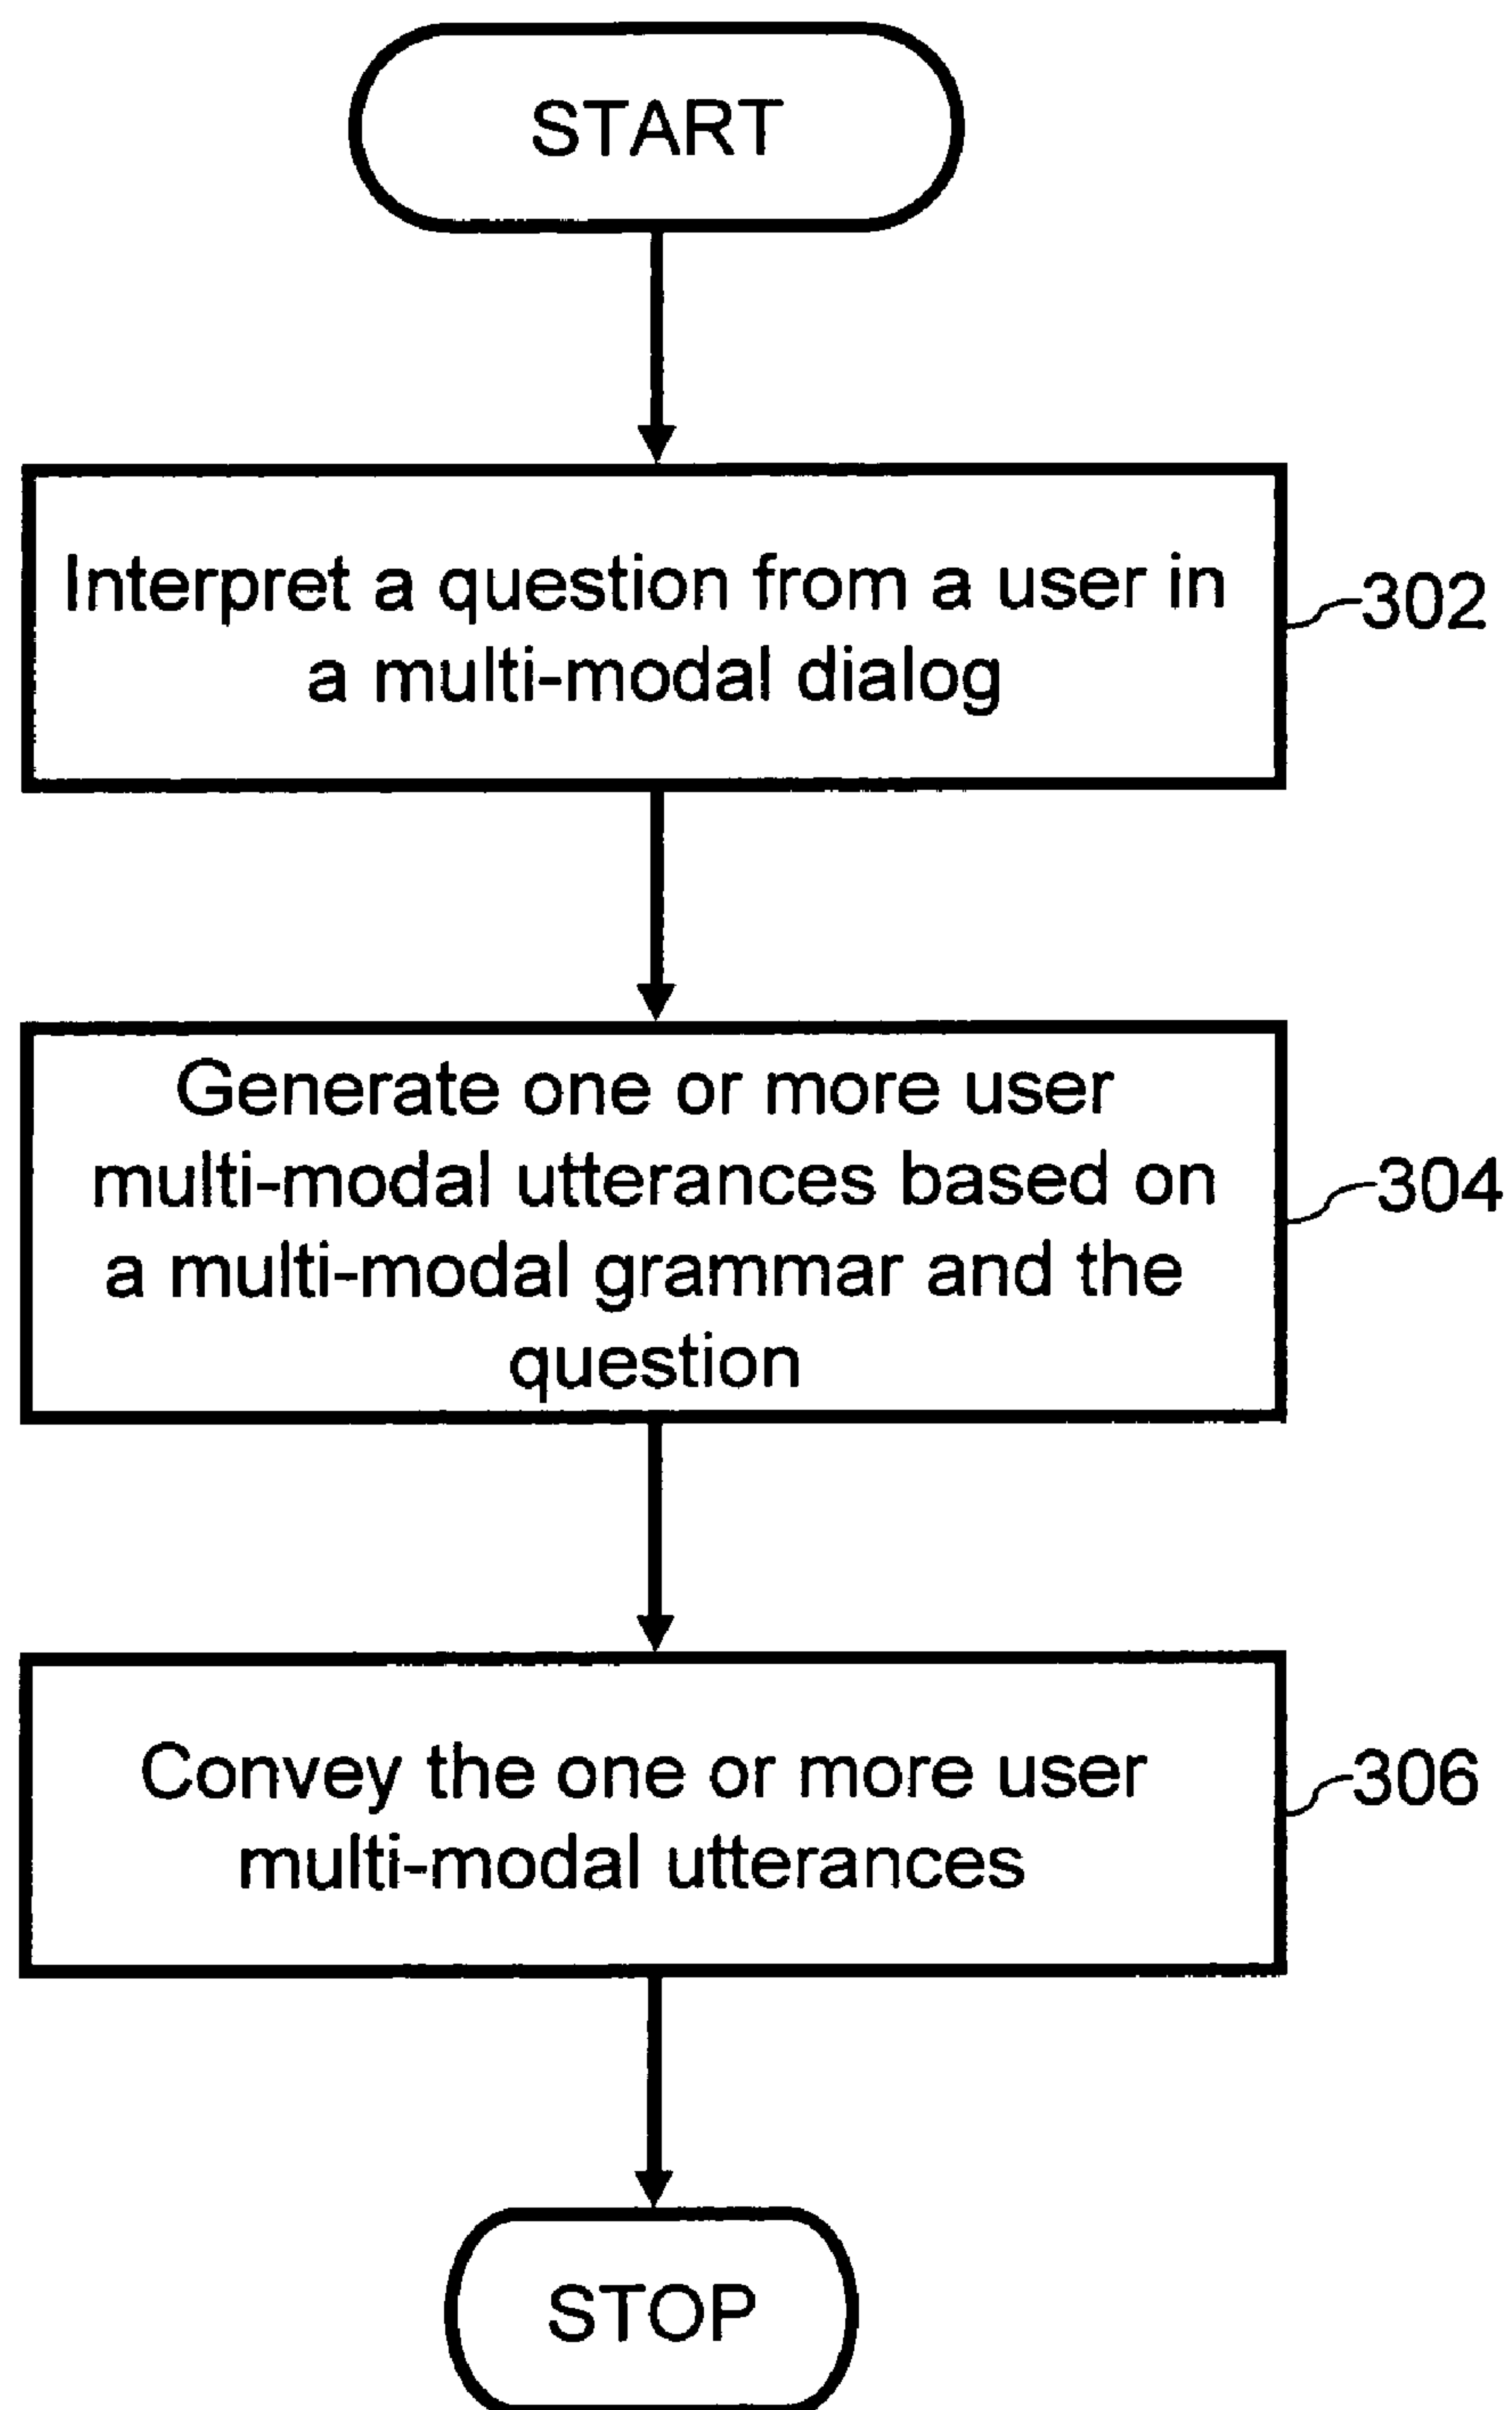 START
Interpret a question from a user in
a multi-modal dialog
302
Generate one or more user
multi-modal utterances based on
a multi-modal grammar and the
question
304
Convey the one or more user
multi-modal utterances
306
STOP